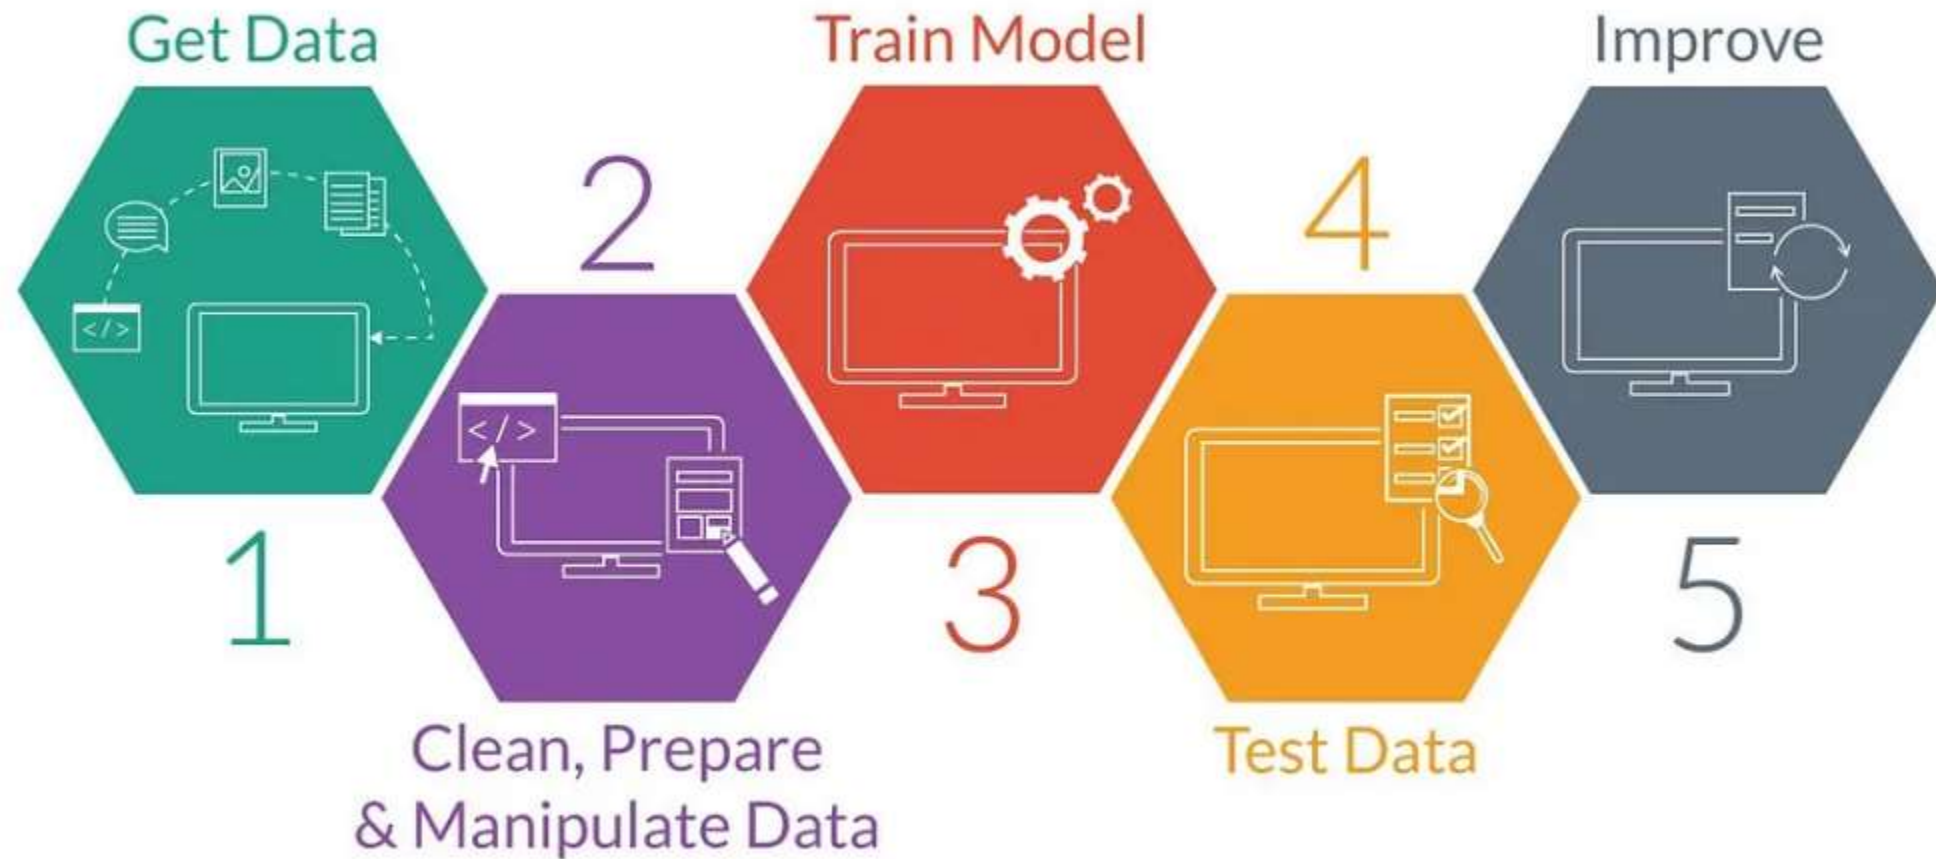 Get Data
1
2
Clean, Prepare
& Manipulate Data
Train Model
3
4
Test Data
Improve
5